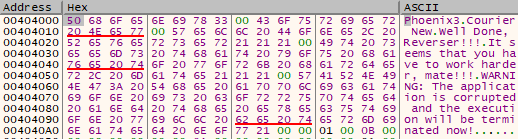 Address Hex ASCII
00404000 50 68 6F 65 6E 69 78 33 00 43 6F 75 72 69 65 72 Phoenix3.Courier
00404010 20 4E 65 77 00 57 65 6C 6C 20 44 6F 6E 65 2C 20 New.Well Done,
00404020 52 65 76 65 72 73 65 72 21 21 21 00 49 74 20 73 Reverser!!!.It s
00404030 65 65 6D 73 20 74 68 61 74 20 79 6F 75 20 68 61 eems that you ha
00404040 76 65 20 74 6F 20 77 6F 72 6B 20 68 61 72 64 65 ve to work harde
00404050 72 2C 20 6D 61 74 65 21 21 21 00 57 41 52 4E 49 r, mate!!!.WARNI
00404060 4E 47 3A 20 54 68 65 20 61 70 70 6C 69 63 61 74 NG: The applicat
00404070 69 6F 6E 20 69 73 20 63 6F 72 72 75 70 74 65 64 ion is corrupted
00404080 20 61 6E 64 20 74 68 65 20 65 78 65 63 75 74 69 and the executi
00404090 6F 6E 20 77 69 6C 6C 20 62 65 20 74 65 72 6D 69 on will be termi
004040A0 6E 61 74 65 64 20 6E 6F 77 21 00 00 01 00 08 00 nated now!......